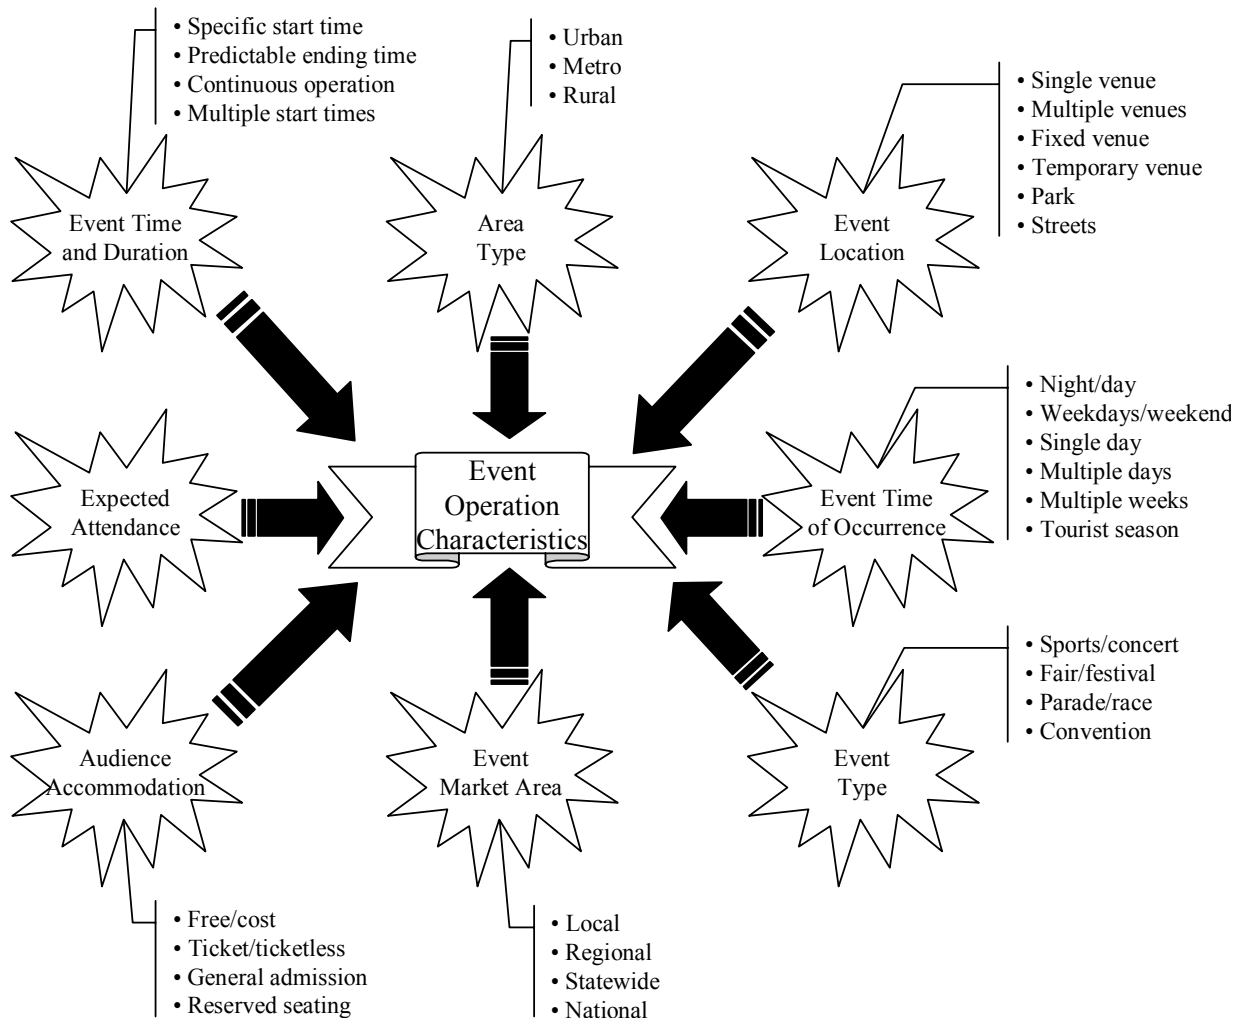 • Specific start time
• Predictable ending time
• Continuous operation
• Multiple start times
Event Time
and Duration
• Urban
• Metro
• Rural
Area
Type
• Single venue
• Multiple venues
• Fixed venue
• Temporary venue
• Park
• Streets
Event
Location
Expected
Attendance
Event
Operation
Characteristics
• Night/day
• Weekdays/weekend
• Single day
• Multiple days
• Multiple weeks
• Tourist season
Event Time
of Occurrence
Audience
Accommodation
• Free/cost
• Ticket/ticketless
• General admission
• Reserved seating
Event
Market Area
• Local
• Regional
• Statewide
• National
• Sports/concert
• Fair/festival
• Parade/race
• Convention
Event
Type